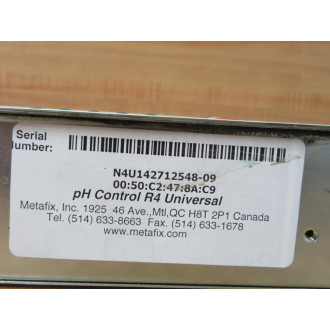 Serial
Number:
N4U142712548-09
00:50:C2:47:8A:C9
pH Control R4 Universal
Metafix, Inc. 1925 46 Ave.,Mtl,QC H8T 2P1 Canada
Tel. (514) 633-8663 Fax. (514) 633-1678
www.metafix.com